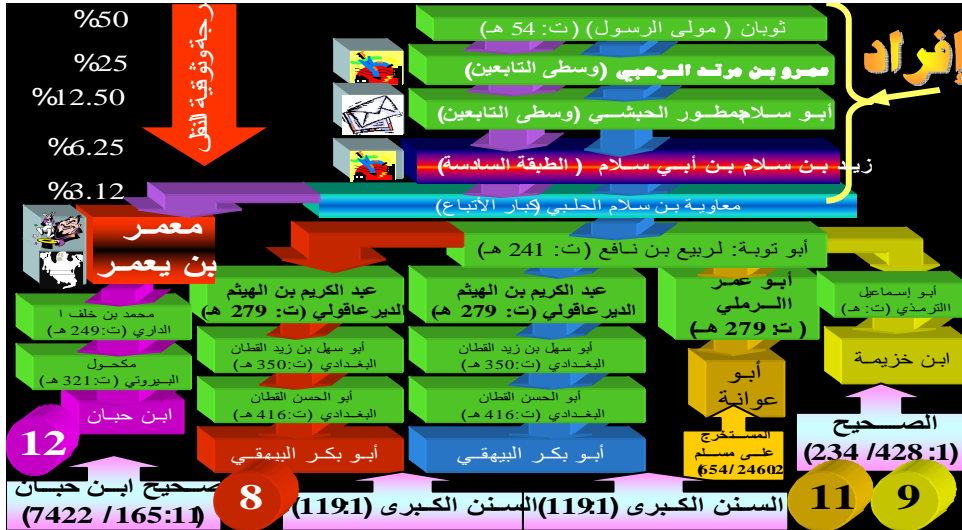 %50
%25
%12.50
%6.25
%3.12
ثوبان ( مولى الرسول) (ت: 54 هـ)
عمرو بن مرثد الرحبي (وسطى التابعين)
إفراد
أبو سلام ممطور الحبشي (وسطى التابعين)
زيد بن سلام بن أبي سلام ( الطبقة السادسة)
معاوية بن سلام الحلبي (كبار الأتباع)
معمر
بن يعمر
أبو توبة: لربيع بن نافع (ت: 241 هـ)
محمد بن خلف ا
الداري (ت:249 هـ)
مكحول
البيروتي (ت:321 هـ)
ابن حبان
12
صحيح ابن حبان
(11: 165/ 7422)
عبد الكريم بن الهيثم
الديرعاقولي (ت: 279 هـ)
أبو سهل بن زيد القطان
البغدادي (ت:350 هـ)
أبو الحسن القطان
البغدادي (ت:416 هـ)
أبو بكر البيهقي
8
السنن الكبرى (1:119)
عبد الكريم بن الهيثم
الديرعاقولي (ت: 279 هـ)
أبو سهل بن زيد القطان
البغدادي (ت:350 هـ)
أبو الحسن القطان
البغدادي (ت:416 هـ)
أبو بكر البيهقي
السنن الكبرى (1:119)
أبو عمر
االرملي
( ت: 279 هـ)
أبو
عوانة
المستخرج
على مسلم
11
أبو إسماعيل
االترمذي (ت: هـ)
ابن خزيمة
الصحيح
(1: 428/ 234)
9